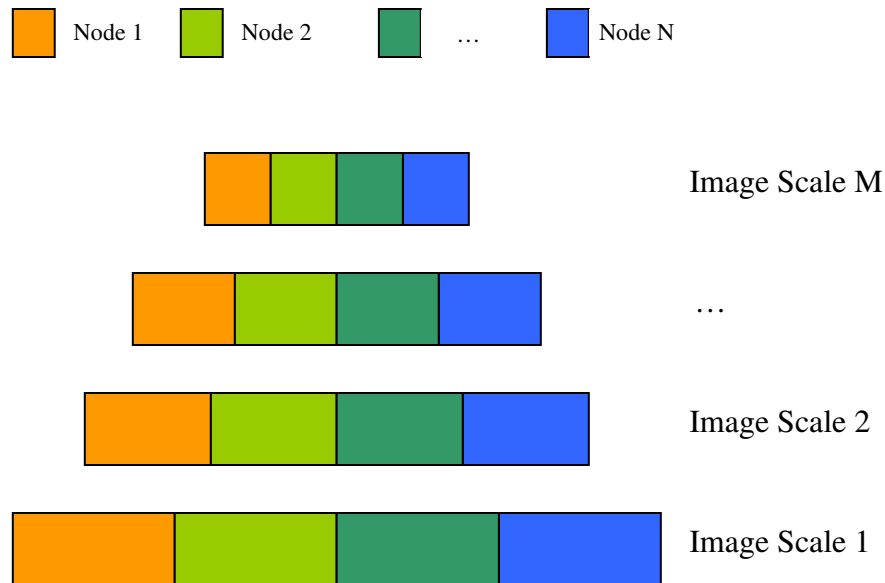 Node 1 Node 2 … Node N
Image Scale M
…
Image Scale 2
Image Scale 1